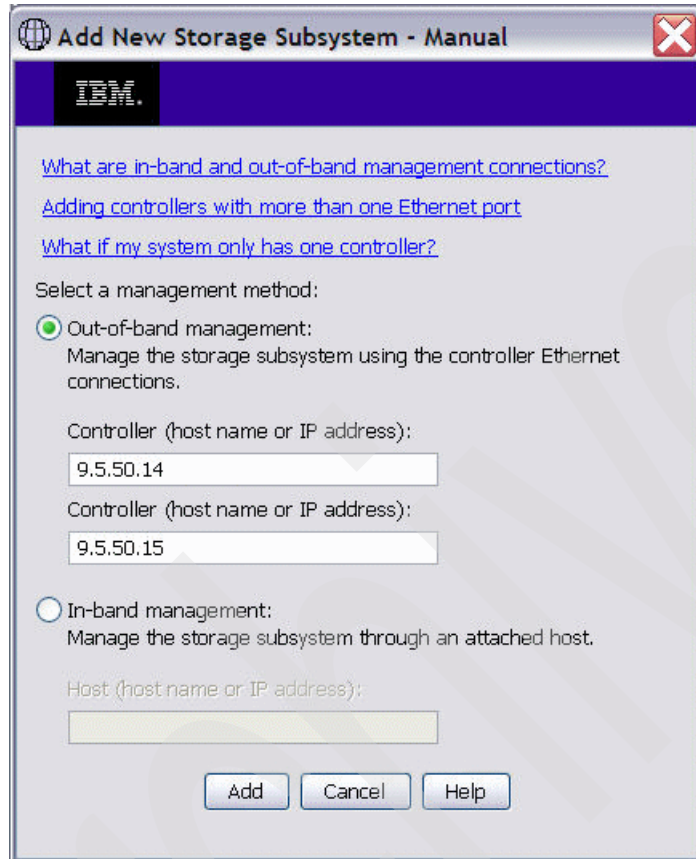 Add New Storage Subsystem - Manual
IBM.
What are in-band and out-of-band management connections?
Adding controllers with more than one Ethernet port
What if my system only has one controller?
Select a management method:
Out-of-band management:
Manage the storage subsystem using the controller Ethernet
connections.
Controller (host name or IP address):
9.5.50.14
Controller (host name or IP address):
9.5.50.15
In-band management:
Manage the storage subsystem through an attached host.
Host (host name or IP address):
Add Cancel Help